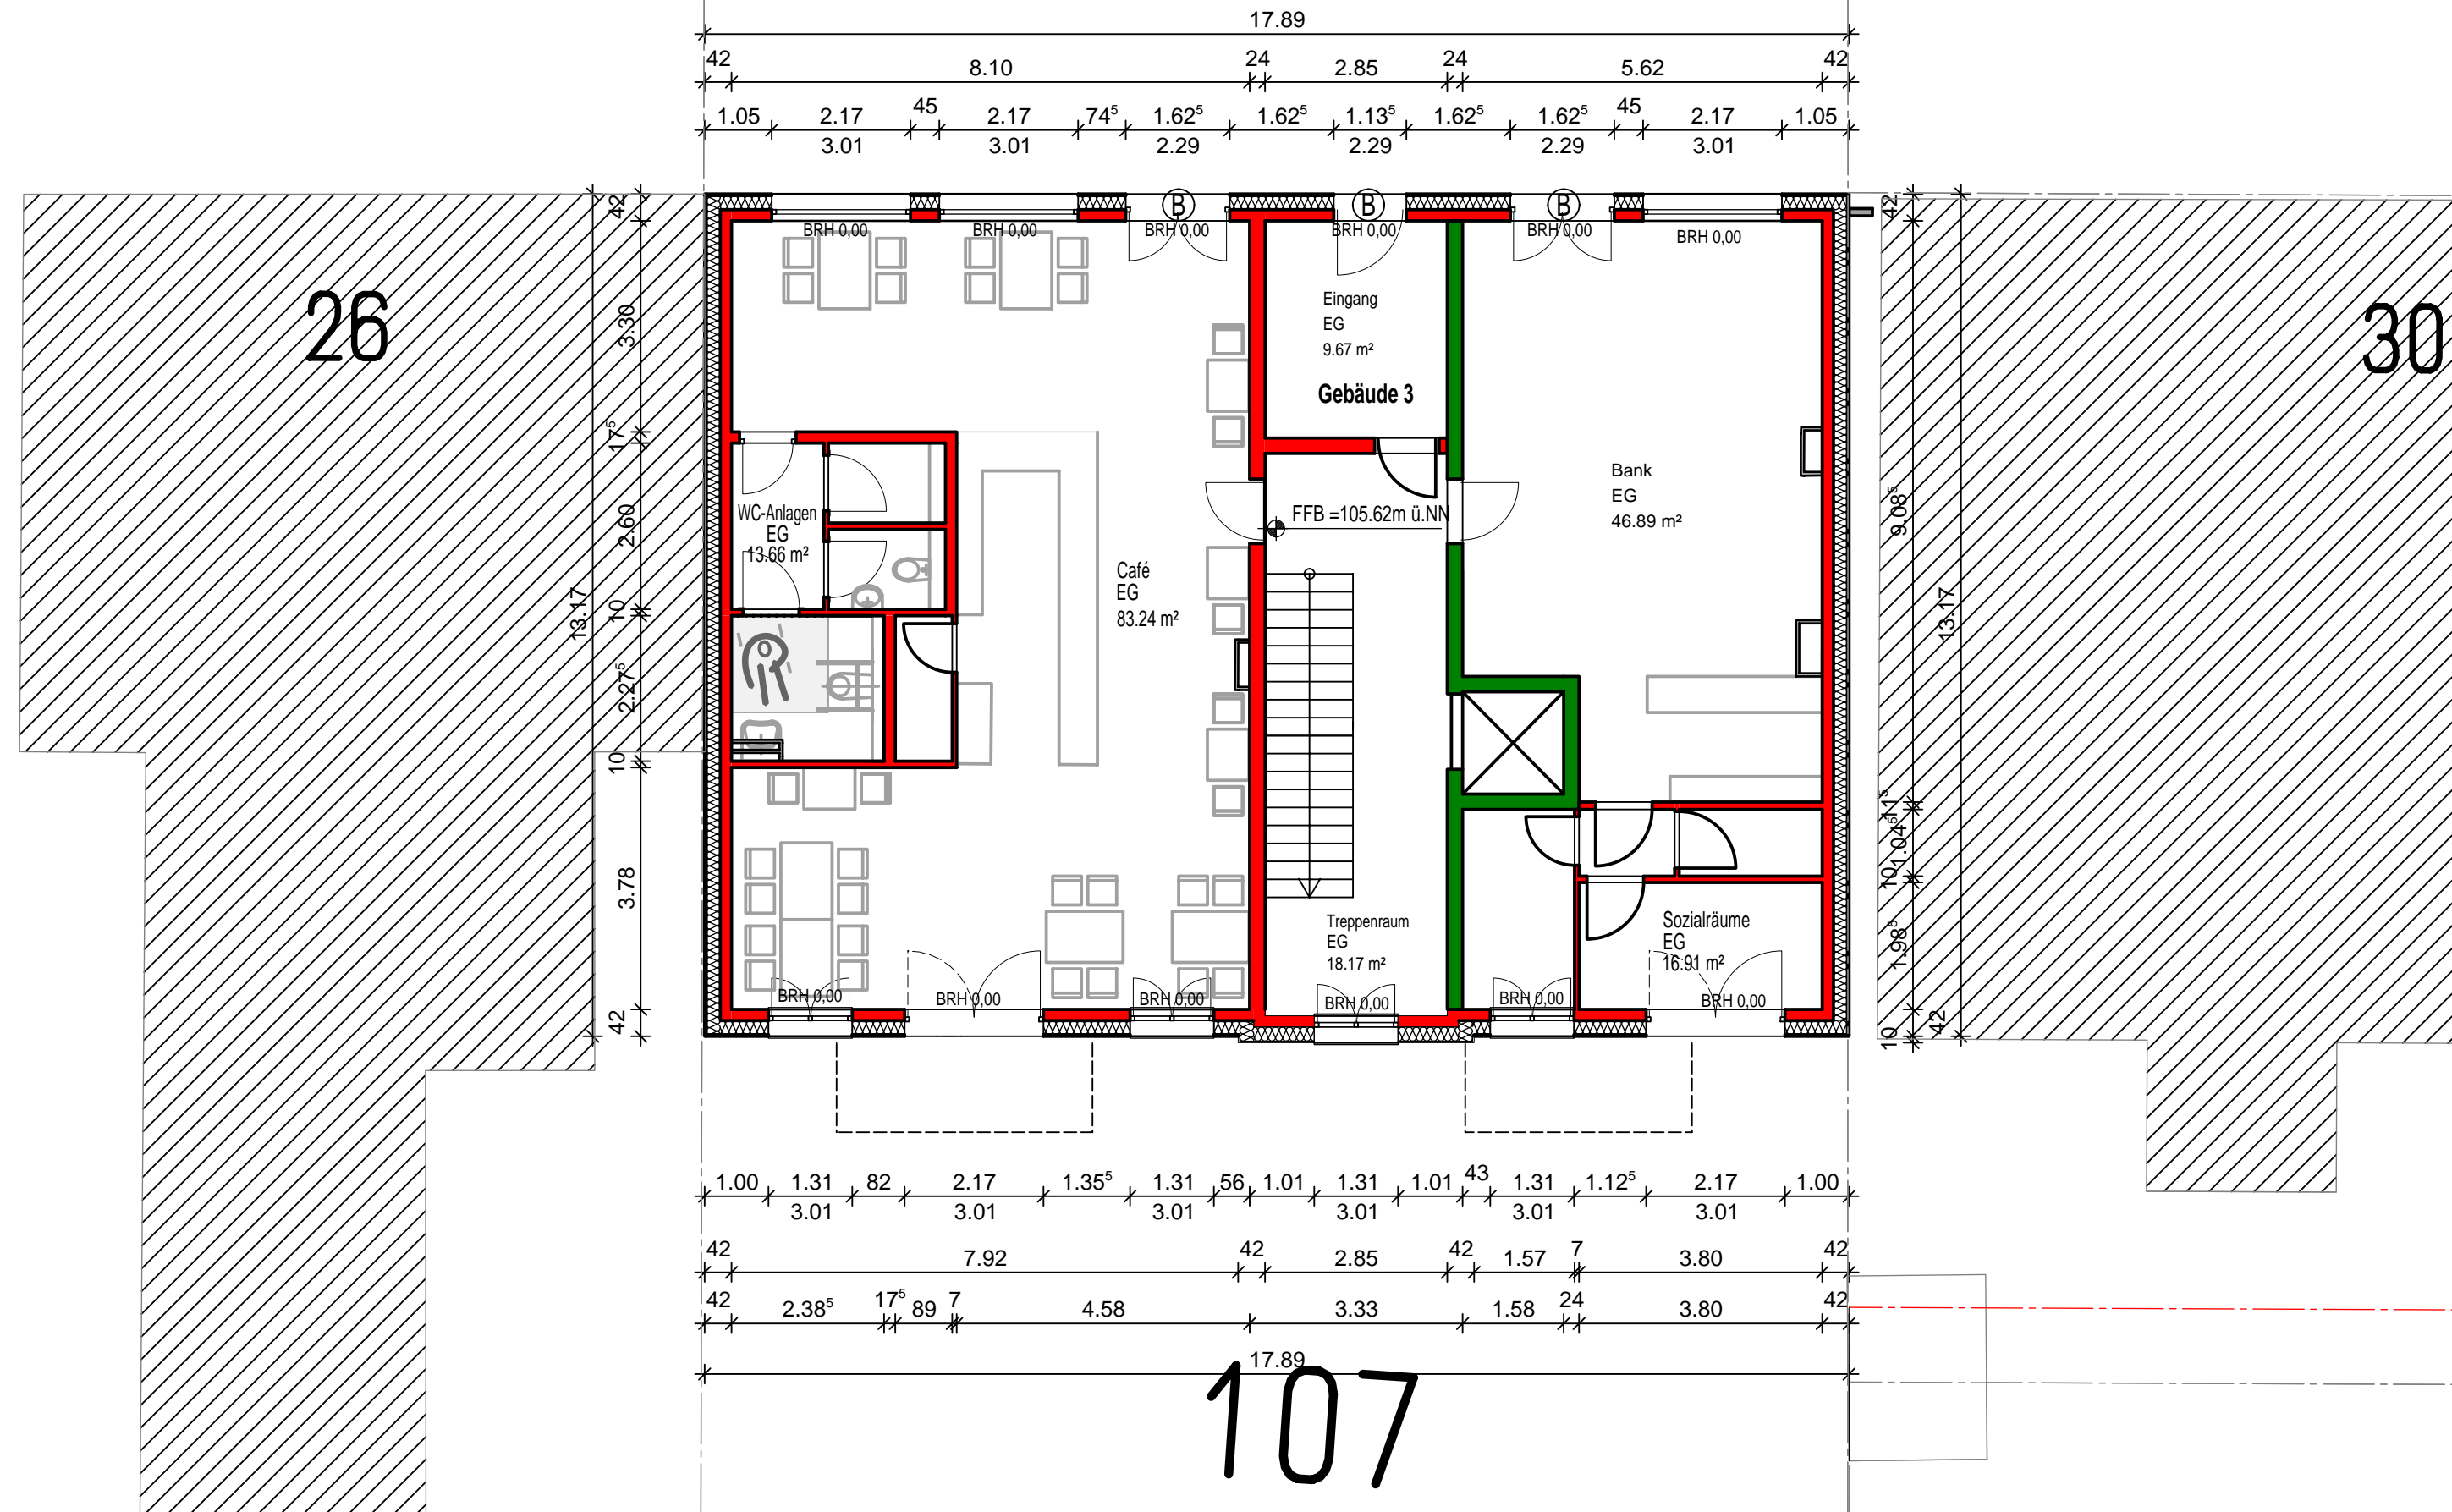 17.89
42 8.10 24 2.85 24 5.62 42
1.05 2.17 45 2.17 74⁵ 1.62⁵ 1.62⁵ 1.13⁵ 1.62⁵ 1.62⁵ 45 2.17 1.05
3.01 3.01 2.29 2.29 2.29 3.01
B B B
BRH 0,00 BRH 0,00 BRH 0,00 BRH 0,00 BRH 0,00 BRH 0,00
26
30
Eingang
EG
9.67 m²
Gebäude 3
Bank
EG
46.89 m²
FFB =105.62m ü.NN
WC-Anlagen
EG
13.66 m²
Café
EG
83.24 m²
Treppenraum
EG
18.17 m²
Sozialräume
EG
16.91 m²
BRH 0,00 BRH 0,00 BRH 0,00 BRH 0,00 BRH 0,00 BRH 0,00
42
3.30
17⁵
2.60
10
2.27⁵
10
3.78
42
13.17
42
9.08⁵
11⁵
1.04⁵
10
1.98⁵
42
10
13.17
1.00 1.31 82 2.17 1.35⁵ 1.31 56 1.01 1.31 1.01 43 1.31 1.12⁵ 2.17 1.00
3.01 3.01 3.01 3.01 3.01 3.01
42 7.92 42 2.85 42 1.57 7 3.80 42
42 2.38⁵ 17⁵ 89 7 4.58 3.33 1.58 24 3.80 42
17.89
107